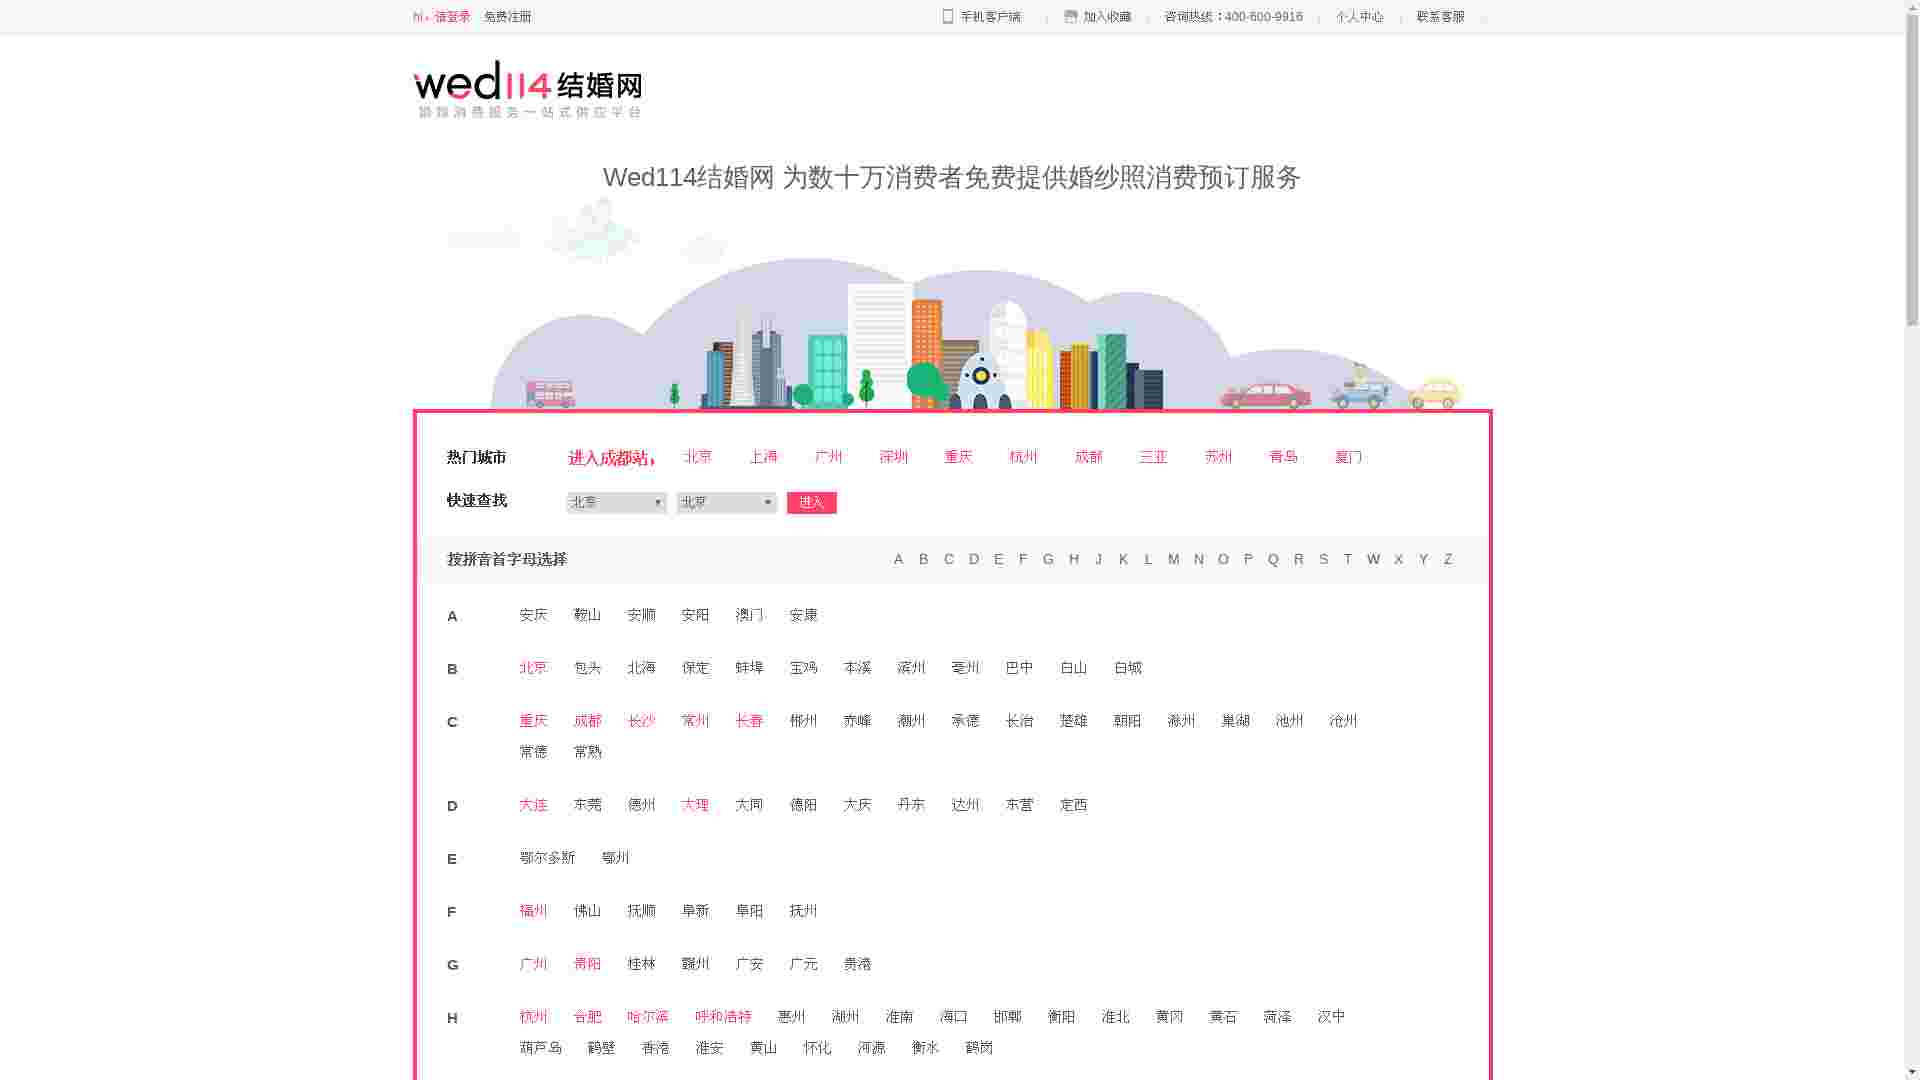 hi，请登录 免费注册 手机客户端 加入收藏 咨询热线：400-600-9916 个人中心 联系客服
wed114 结婚网
婚嫁消费服务一站式供应平台
Wed114结婚网 为数十万消费者免费提供婚纱照消费预订服务
热门城市 进入成都站， 北京 上海 广州 深圳 重庆 杭州 成都 三亚 苏州 青岛 厦门
快速查找 北京 北京 进入
按拼音首字母选择 A B C D E F G H J K L M N O P Q R S T W X Y Z
A 安庆 鞍山 安顺 安阳 澳门 安康
B 北京 包头 北海 保定 蚌埠 宝鸡 本溪 滨州 亳州 巴中 白山 白城
C 重庆 成都 长沙 常州 长春 郴州 赤峰 潮州 承德 长治 楚雄 朝阳 滁州 巢湖 池州 沧州
常德 常熟
D 大连 东莞 德州 大理 大同 德阳 大庆 丹东 达州 东营 定西
E 鄂尔多斯 鄂州
F 福州 佛山 抚顺 阜新 阜阳 抚州
G 广州 贵阳 桂林 赣州 广安 广元 贵港
H 杭州 合肥 哈尔滨 呼和浩特 惠州 湖州 淮南 海口 邯郸 衡阳 淮北 黄冈 黄石 菏泽 汉中
葫芦岛 鹤壁 香港 淮安 黄山 怀化 河源 衡水 鹤岗